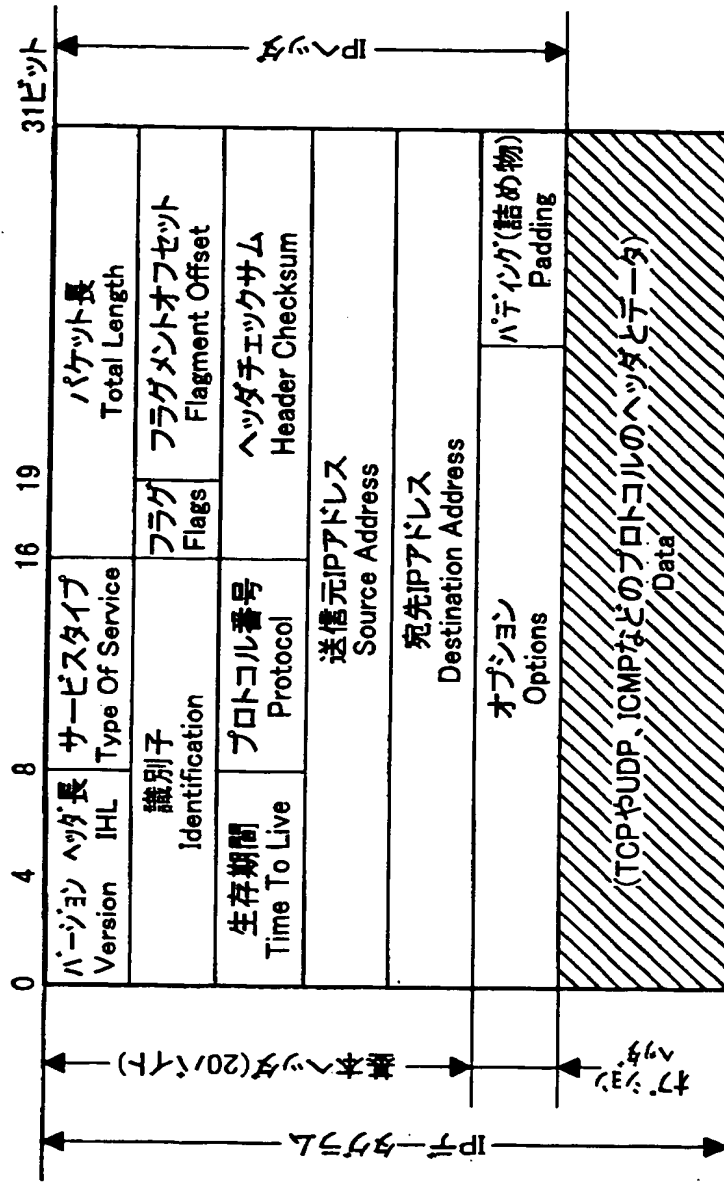 0 4 8 16 19 31ビット
バージョン ヘッダ長 サービスタイプ パケット長
Version IHL Type Of Service Total Length
識別子 フラグ フラグメントオフセット
Identification Flags Flagment Offset
生存期間 プロトコル番号 ヘッダチェックサム
Time To Live Protocol Header Checksum
送信元IPアドレス
Source Address
宛先IPアドレス
Destination Address
オプション パディング(詰め物)
Options Padding
(TCPやUDP、ICMPなどのプロトコルのヘッダとデータ)
Data
IPデータグラム
基本ヘッダ(20バイト)
オプション
ヘッダ
IPヘッダ